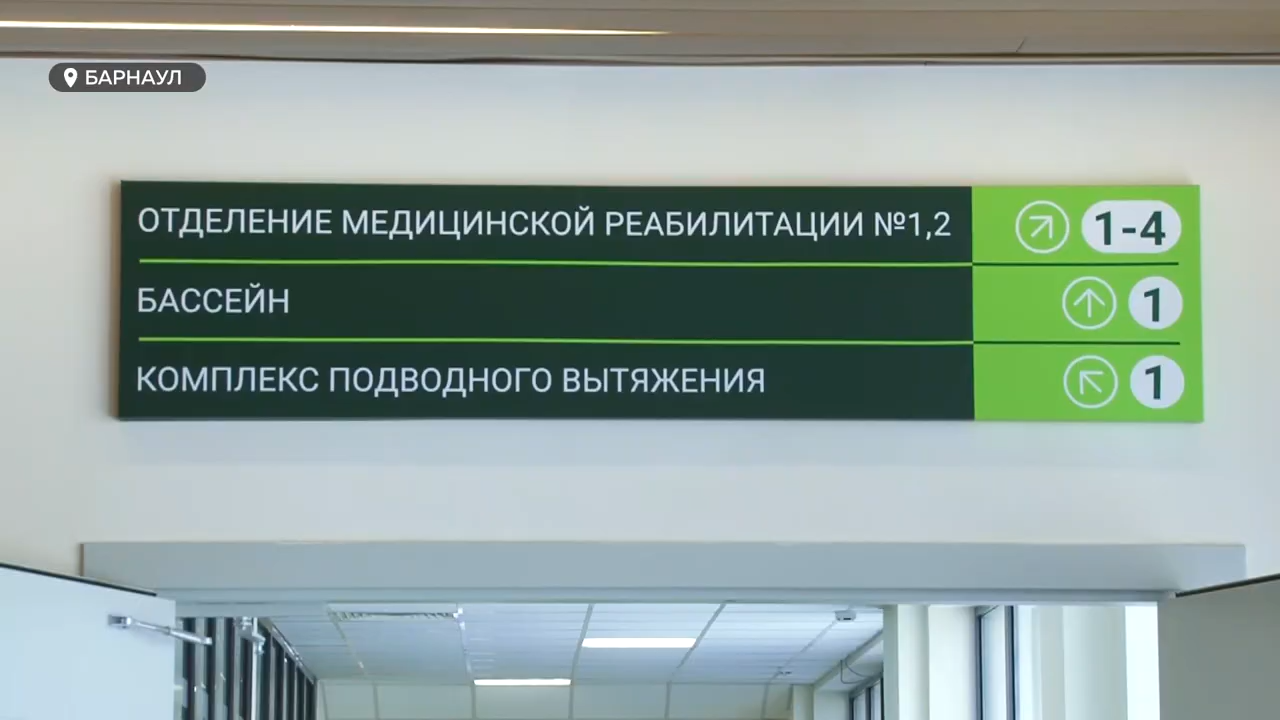 БАРНАУЛ
ОТДЕЛЕНИЕ МЕДИЦИНСКОЙ РЕАБИЛИТАЦИИ №1,2 1-4
БАССЕЙН 1
КОМПЛЕКС ПОДВОДНОГО ВЫТЯЖЕНИЯ 1